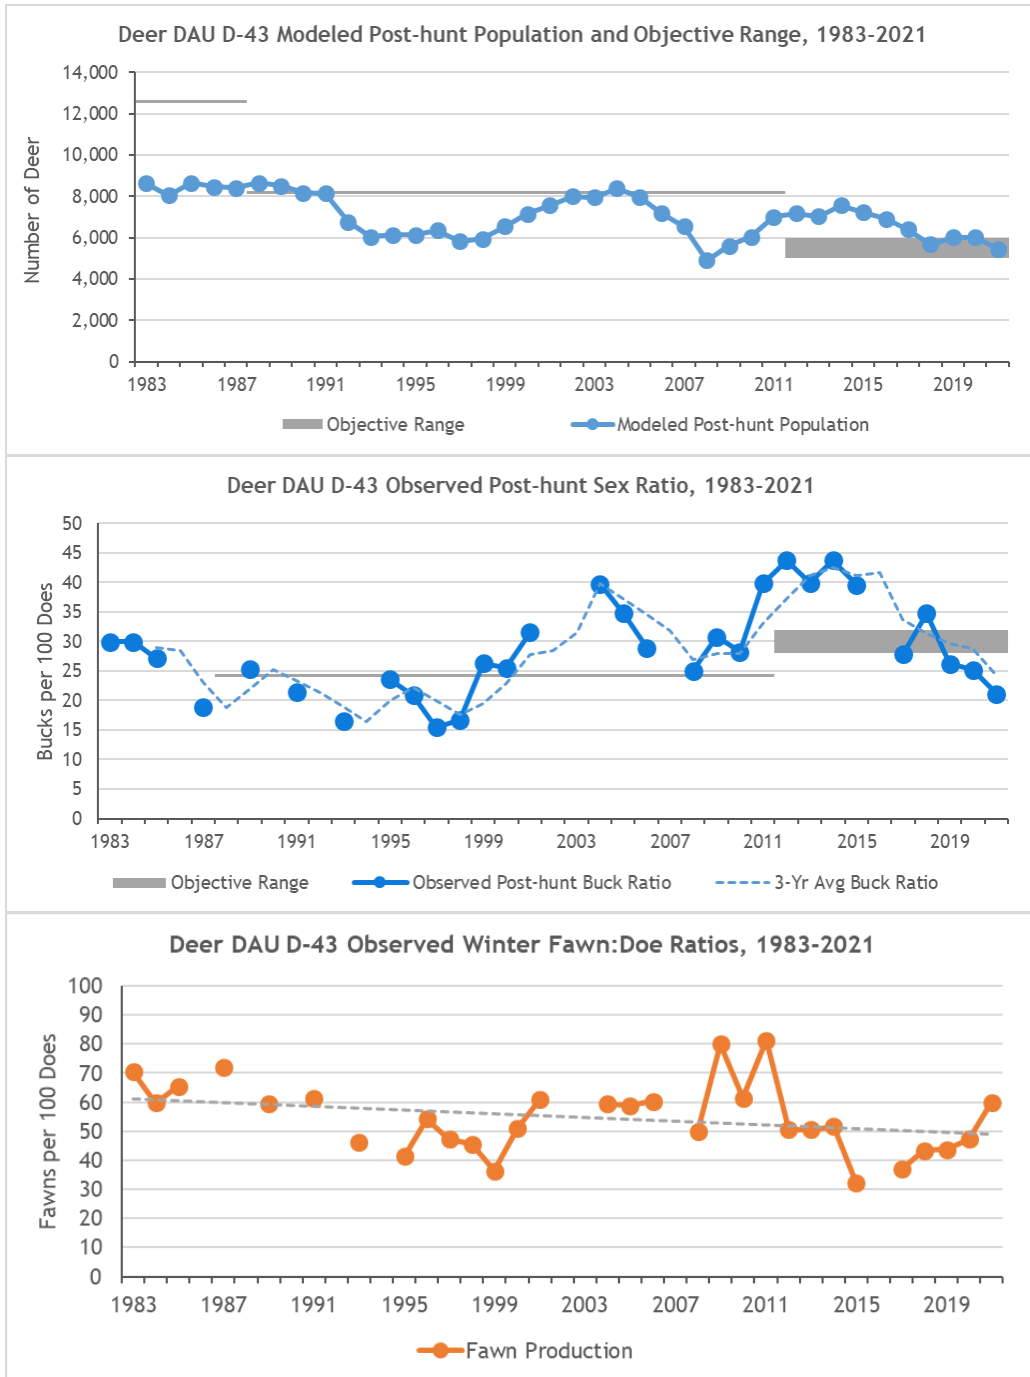 Deer DAU D-43 Modeled Post-hunt Population and Objective Range, 1983-2021
Number of Deer
14,000
12,000
10,000
8,000
6,000
4,000
2,000
0
1983 1987 1991 1995 1999 2003 2007 2011 2015 2019
Objective Range Modeled Post-hunt Population
Deer DAU D-43 Observed Post-hunt Sex Ratio, 1983-2021
Bucks per 100 Does
50
45
40
35
30
25
20
15
10
5
0
1983 1987 1991 1995 1999 2003 2007 2011 2015 2019
Objective Range Observed Post-hunt Buck Ratio 3-Yr Avg Buck Ratio
Deer DAU D-43 Observed Winter Fawn:Doe Ratios, 1983-2021
Fawns per 100 Does
100
90
80
70
60
50
40
30
20
10
0
1983 1987 1991 1995 1999 2003 2007 2011 2015 2019
Fawn Production